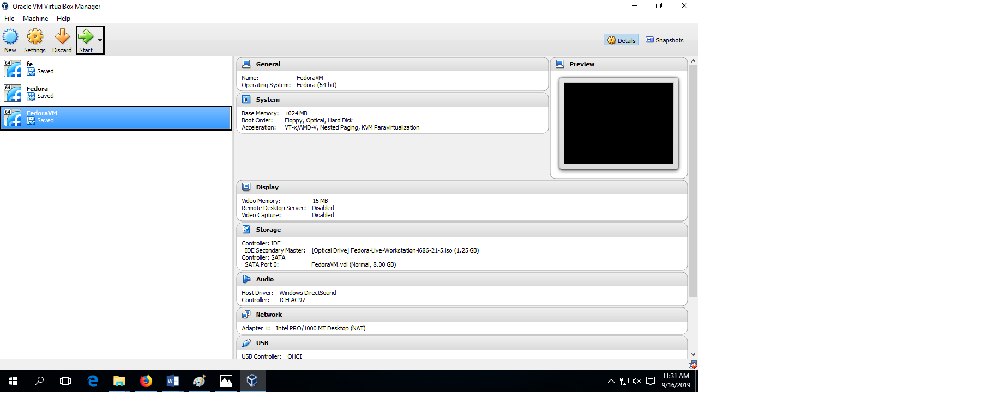 Oracle VM VirtualBox Manager
File Machine Help
New Settings Discard Start
Details Snapshots
64 fe
Saved
64 Fedora
Saved
64 FedoraVM
Saved
General
Name: FedoraVM
Operating System: Fedora (64-bit)
System
Base Memory: 1024 MB
Boot Order: Floppy, Optical, Hard Disk
Acceleration: VT-x/AMD-V, Nested Paging, KVM Paravirtualization
Preview
Display
Video Memory: 16 MB
Remote Desktop Server: Disabled
Video Capture: Disabled
Storage
Controller: IDE
IDE Secondary Master: [Optical Drive] Fedora-Live-Workstation-i686-21-5.iso (1.25 GB)
Controller: SATA
SATA Port 0: FedoraVM.vdi (Normal, 8.00 GB)
Audio
Host Driver: Windows DirectSound
Controller: ICH AC97
Network
Adapter 1: Intel PRO/1000 MT Desktop (NAT)
USB
USB Controller: OHCI
11:31 AM
9/16/2019